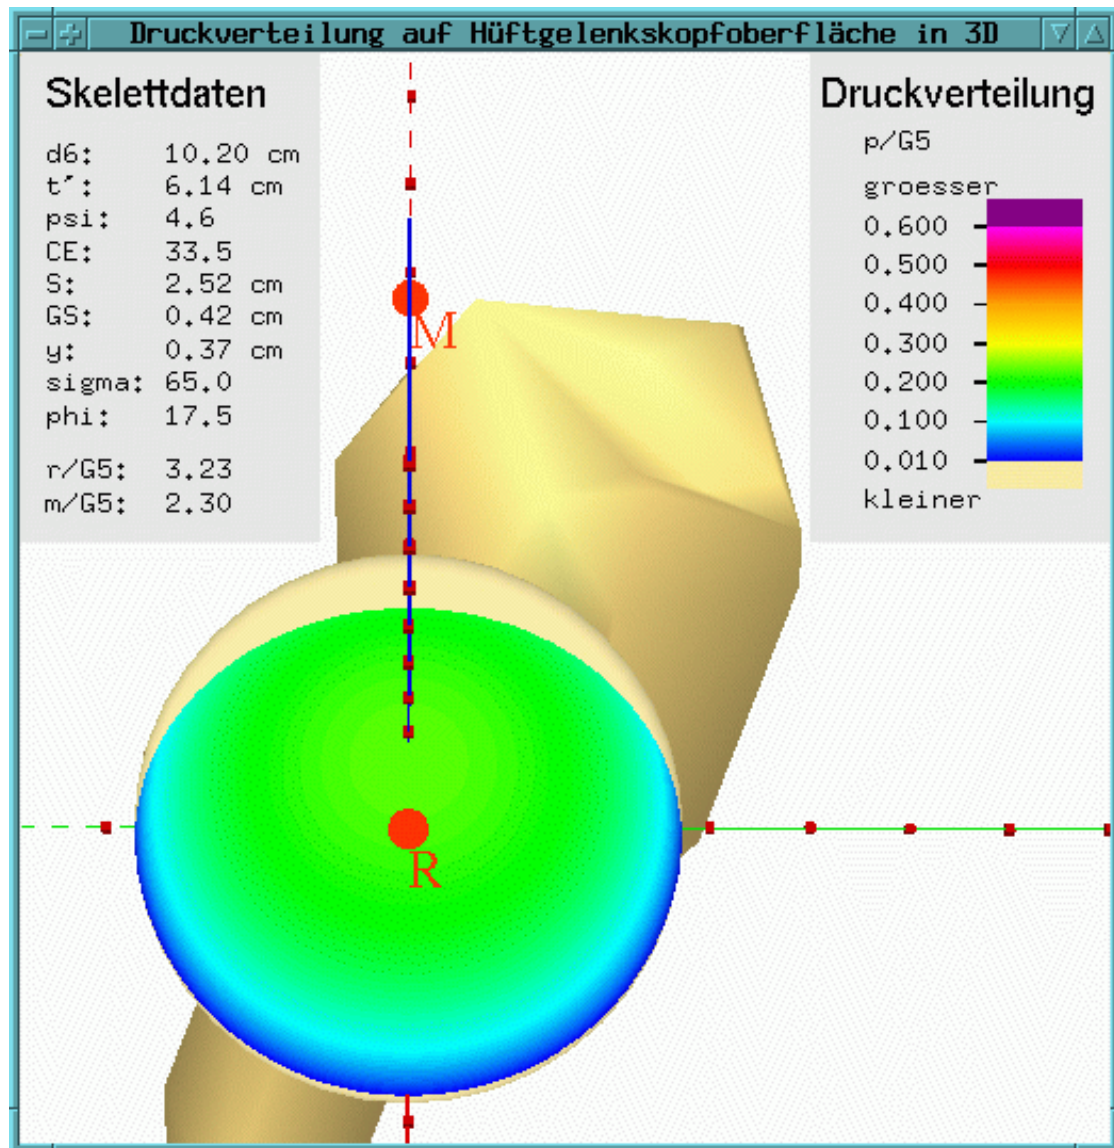 Druckverteilung auf Hüftgelenkskopfoberfläche in 3D
Skelettdaten
d6: 10.20 cm
t´: 6.14 cm
psi: 4.6
CE: 33.5
S: 2.52 cm
GS: 0.42 cm
y: 0.37 cm
sigma: 65.0
phi: 17.5
r/G5: 3.23
m/G5: 2.30
Druckverteilung
p/G5
groesser
0.600
0.500
0.400
0.300
0.200
0.100
0.010
kleiner
M
R